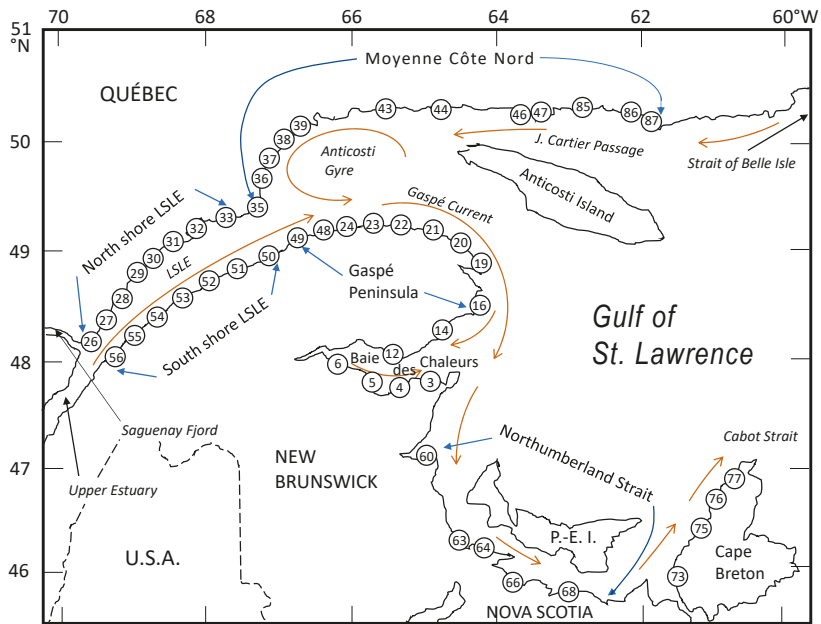 70 68 66 64 62 60°W
51
°N
50
49
48
47
46
Moyenne Côte Nord
QUÉBEC
43 44 46 47 85 86 87
39
38
37
36
35
33
32
31
30
29
28
27
26
Anticosti
Gyre
J. Cartier Passage
Strait of Belle Isle
Anticosti Island
Gaspé Current
North shore LSLE
LSLE
South shore LSLE
56
55
54
53
52
51
50
49
48
24
23
22
21
20
19
16
14
Gaspé
Peninsula
Gulf of
St. Lawrence
12
Baie
des
Chaleurs
6
5
4
3
Saguenay Fjord
Upper Estuary
NEW
BRUNSWICK
60
Northumberland Strait
Cabot Strait
77
76
75
73
63
64
66
68
P.-E. I.
Cape
Breton
U.S.A.
NOVA SCOTIA